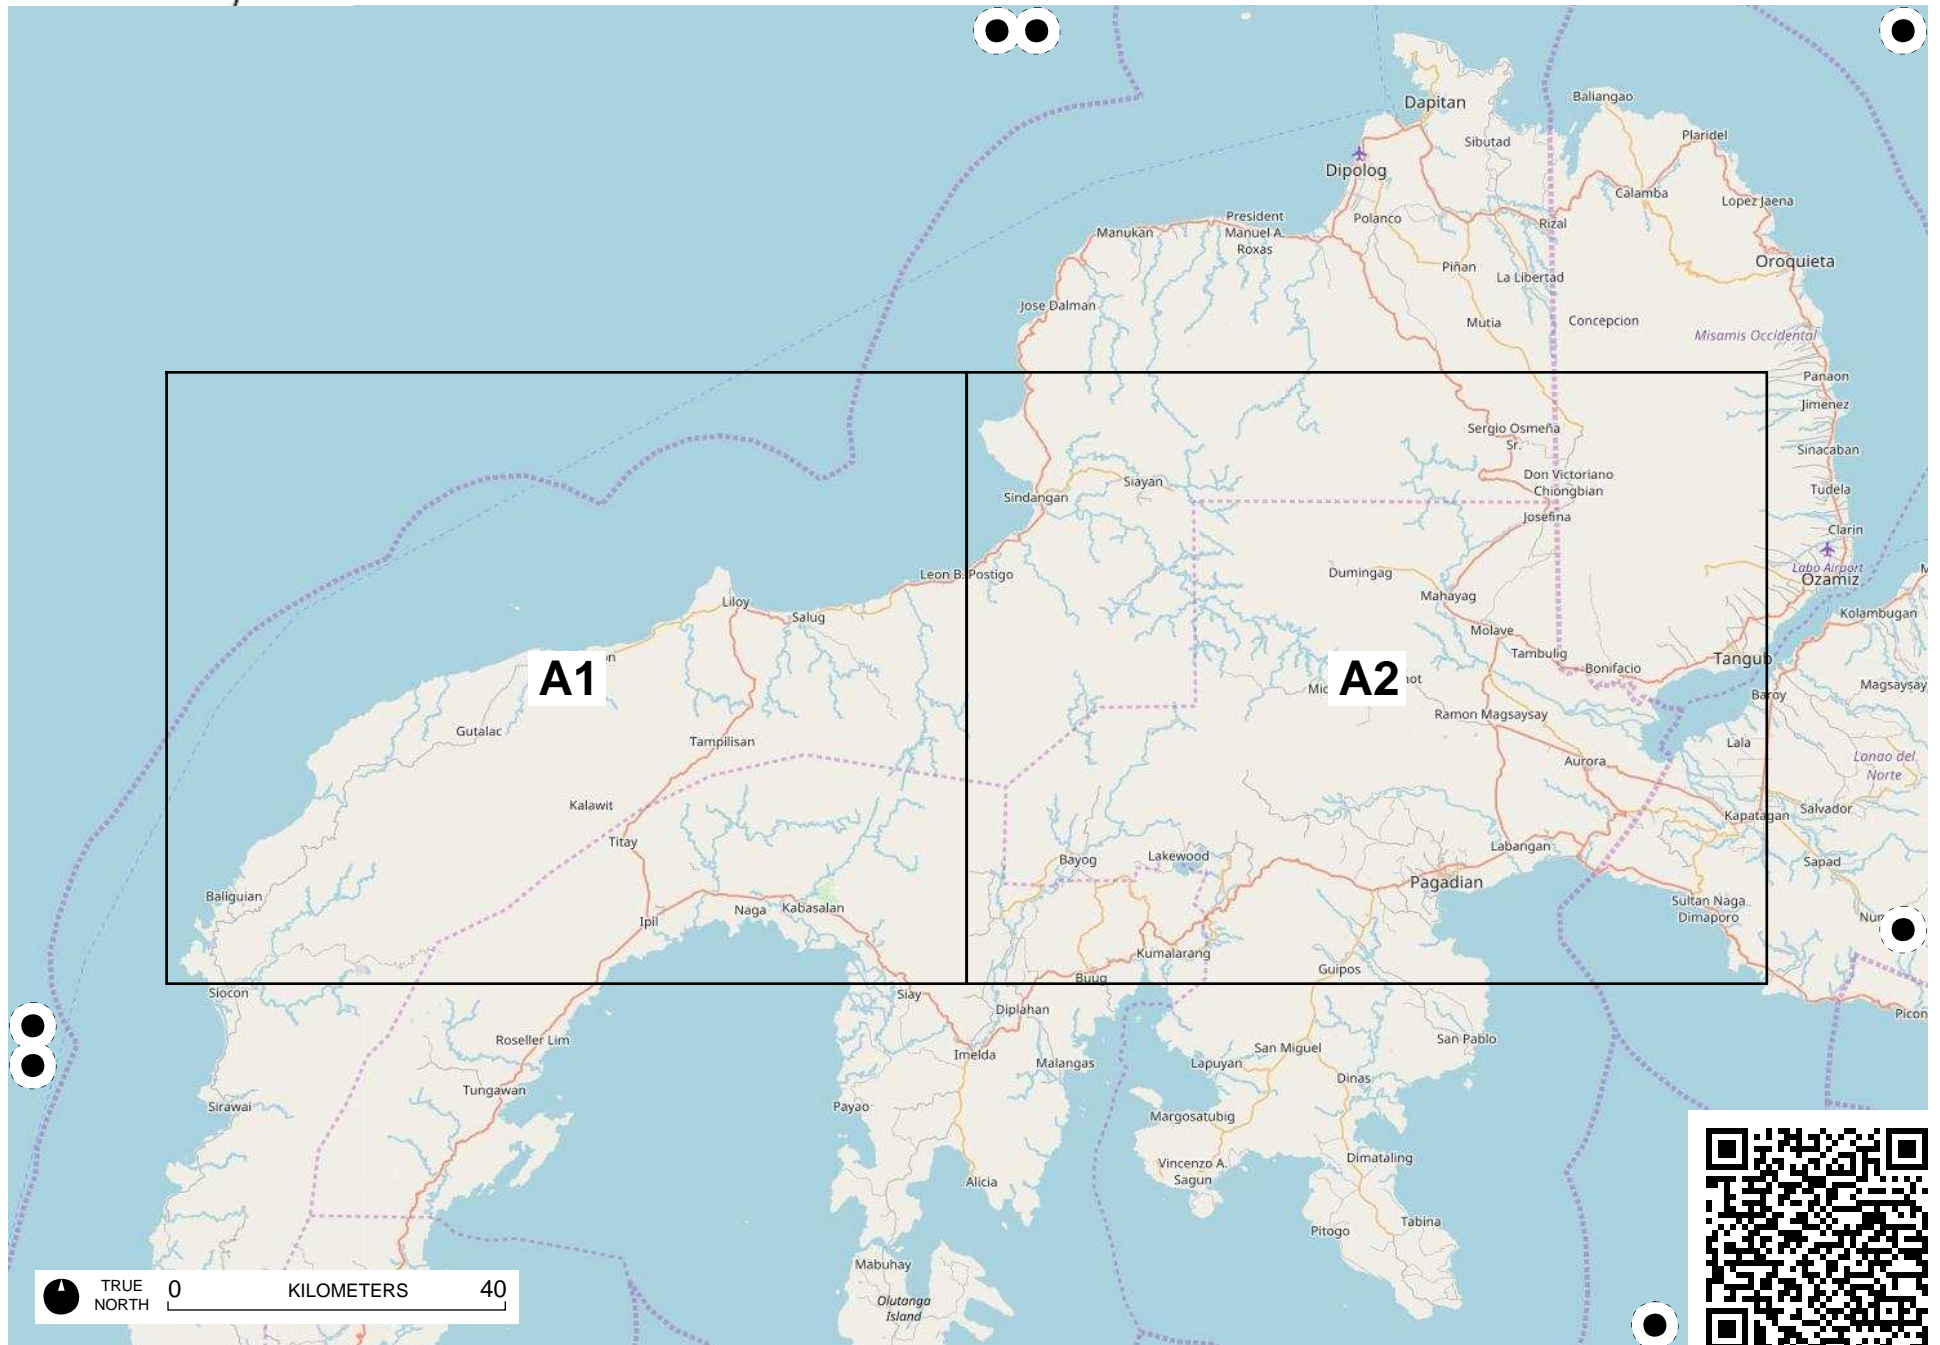 Dapitan
Baliangao
Plaridel
Sibutad
Dipolog
Calamba
Lopez Jaena
President
Manuel A.
Roxas
Polanco
Rizal
Manukan
Oroquieta
Piñan
La Libertad
Jose Dalman
Mutia
Concepcion
Misamis Occidental
Panaon
Jimenez
Sergio Osmeña
Sr.
Sinacaban
Don Victoriano
Chiongbian
Siayan
Sindangan
Tudela
Josefina
Clarin
Labo Airport
Ozamiz
Leon B. Postigo
Dumingag
Mahayag
Liloy
Salug
Kolambugan
Molave
Tambulig
Bonifacio
Tangub
A1
A2
Baroy
Magsaysay
Ramon Magsaysay
Gutalac
Tampilisan
Lala
Lanao del
Norte
Aurora
Kalawit
Salvador
Kapatagan
Titay
Labangan
Bayog
Lakewood
Sapad
Pagadian
Baliguian
Naga
Kabasalan
Ipil
Sultan Naga
Dimaporo
Kumalarang
Guipos
Buug
Siocon
Siay
Diplahan
Roseller Lim
San Pablo
Imelda
Malangas
San Miguel
Lapuyan
Dinas
Tungawan
Sirawai
Payao
Margosatubig
Vincenzo A.
Sagun
Dimataling
Alicia
Pitogo
Tabina
Mabuhay
Olutanga
Island
TRUE
NORTH
0 KILOMETERS 40